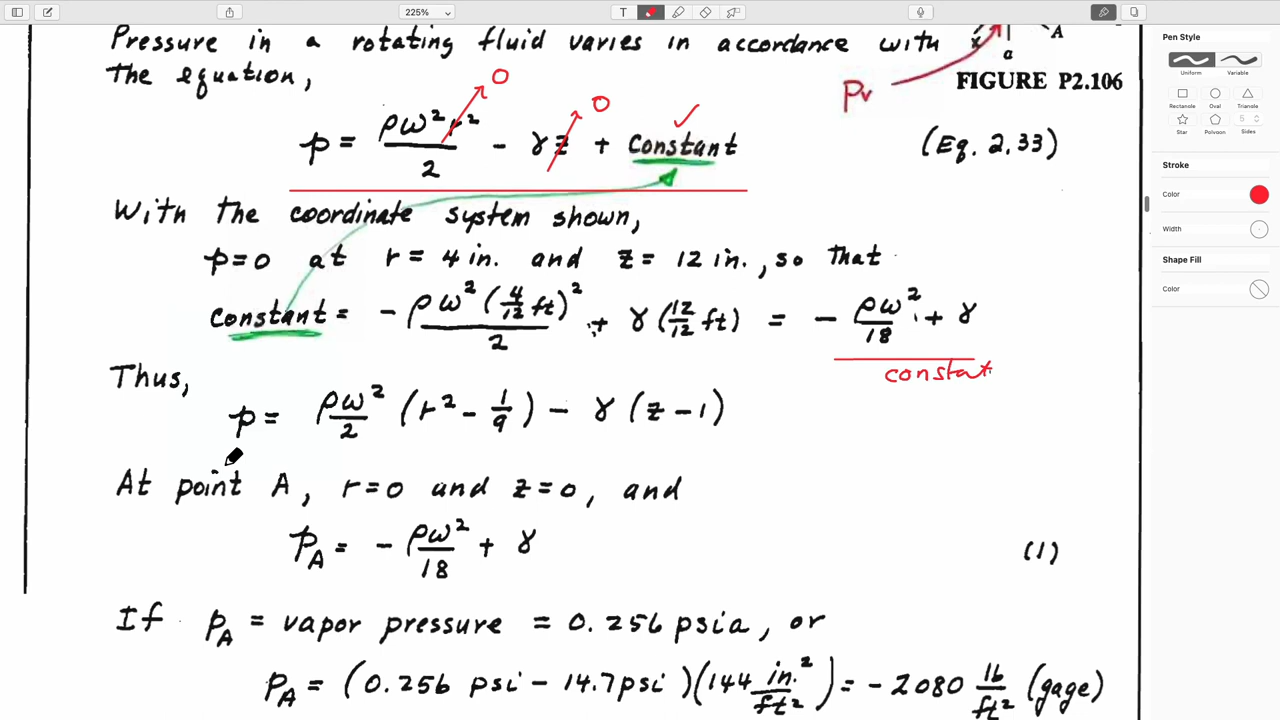 225%
T
Pressure in a rotating fluid varies in accordance with
the equation,
x
a
A
FIGURE P2.106
Pv
0
0
p = ρω²r²/2 - γz + Constant
(Eq. 2.33)
With the coordinate system shown,
p=0 at r = 4 in. and z = 12 in., so that
Constant = - ρω²(4/12 ft)²/2 + γ(12/12 ft) = - ρω²/18 + γ
constat
Thus,
p = ρω²/2 (r² - 1/9) - γ (z - 1)
At point A, r=0 and z=0, and
pA = - ρω²/18 + γ
(1)
If pA = vapor pressure = 0.256 psia, or
pA = (0.256 psi - 14.7 psi)(144 in.²/ft²) = -2080 lb/ft² (gage)
Pen Style
Uniform
Variable
Rectangle
Oval
Triangle
5
Star
Polygon
Sides
Stroke
Color
Width
Shape Fill
Color